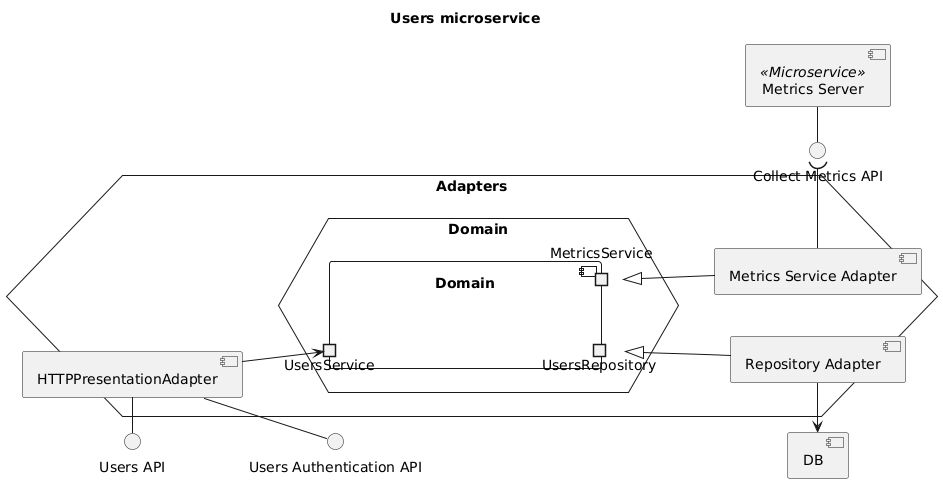 Users microservice
«Microservice»
Metrics Server
Collect Metrics API
Adapters
Domain
MetricsService
Domain
Metrics Service Adapter
UsersService
UsersRepository
Repository Adapter
HTTPPresentationAdapter
DB
Users API
Users Authentication API